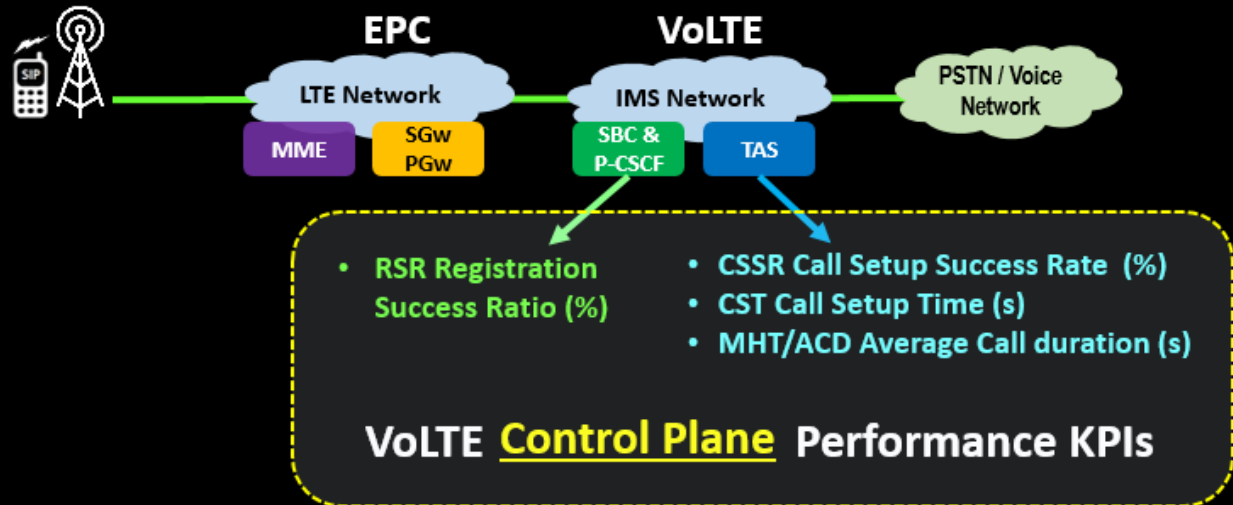 EPC
VoLTE
SIP
LTE Network
IMS Network
PSTN / Voice
Network
MME
SGw
PGw
SBC &
P-CSCF
TAS
• RSR Registration
Success Ratio (%)
• CSSR Call Setup Success Rate (%)
• CST Call Setup Time (s)
• MHT/ACD Average Call duration (s)
VoLTE Control Plane Performance KPIs